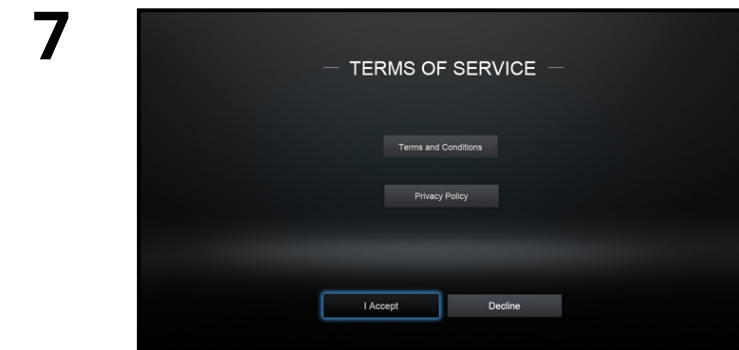 7
TERMS OF SERVICE
Terms and Conditions
Privacy Policy
I Accept
Decline